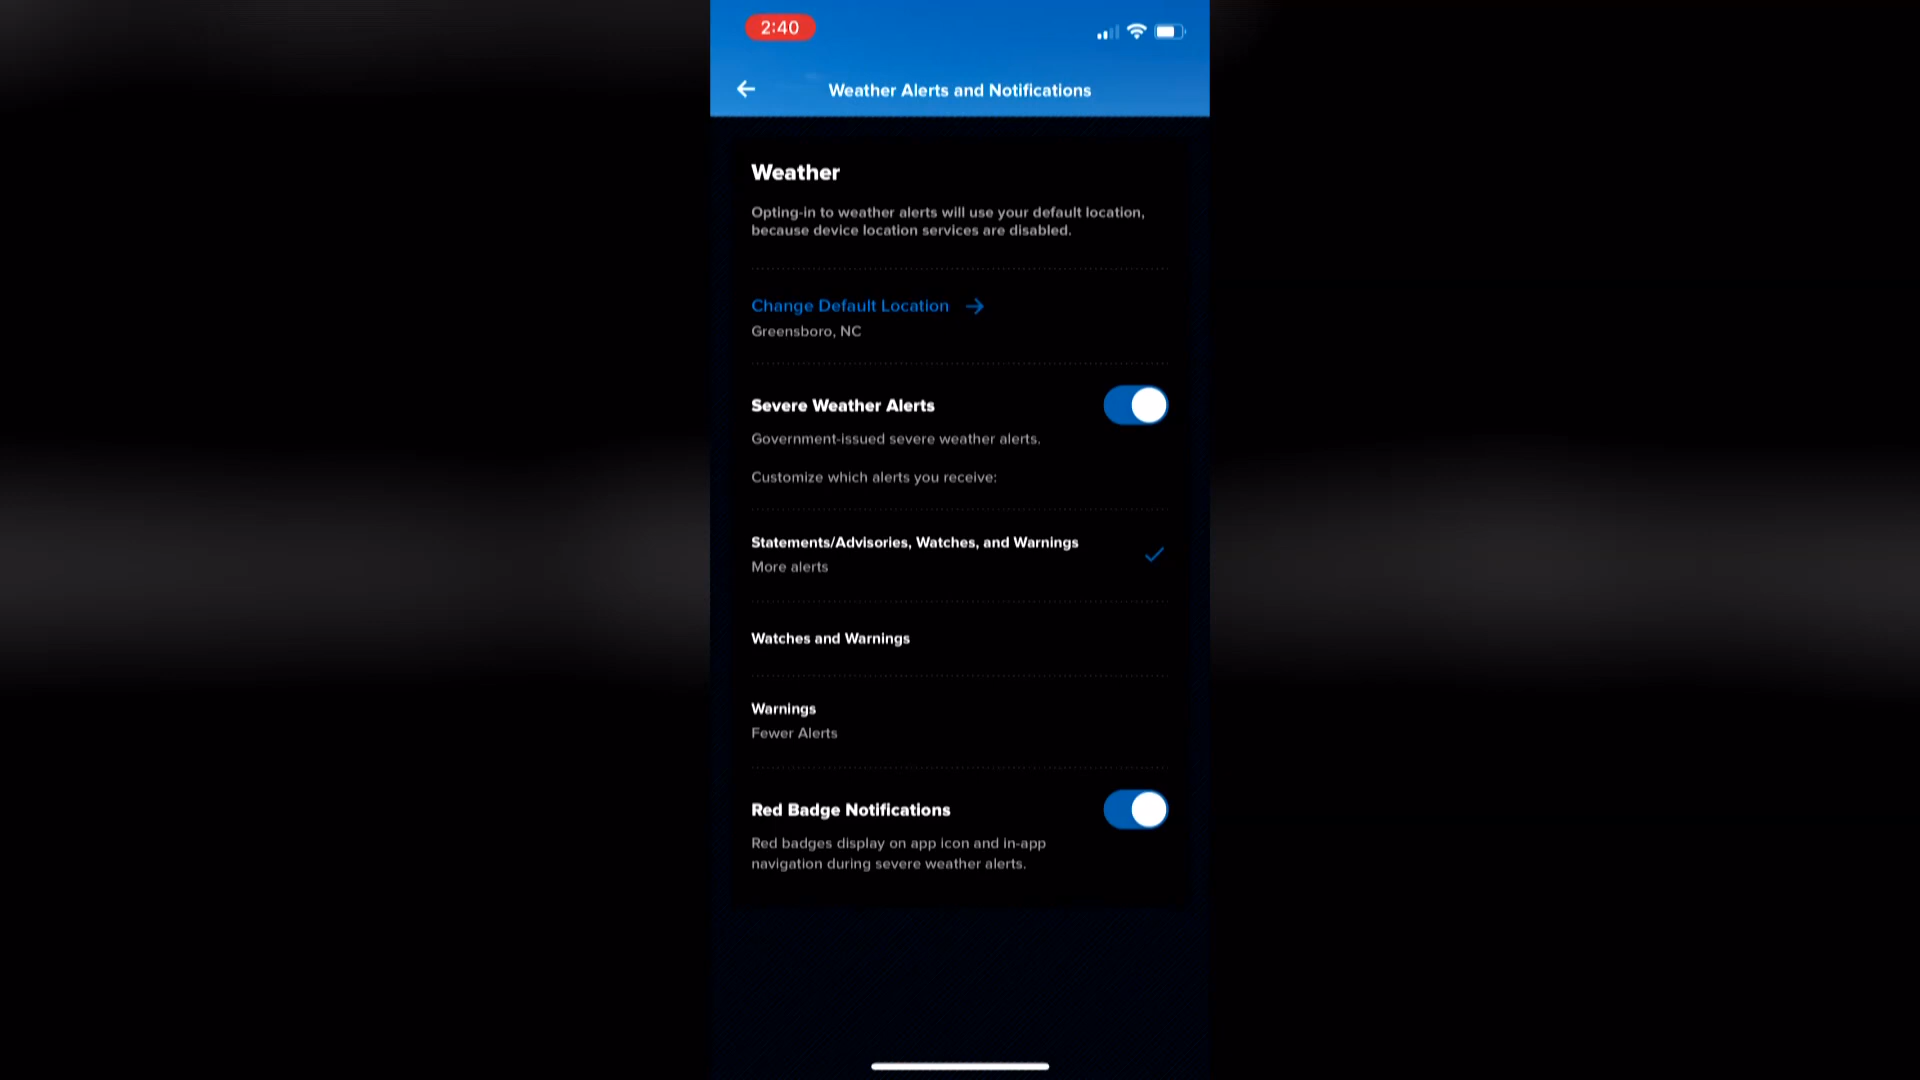 2:40
Weather Alerts and Notifications
Weather
Opting-in to weather alerts will use your default location,
because device location services are disabled.
Change Default Location
Greensboro, NC
Severe Weather Alerts
Government-issued severe weather alerts.
Customize which alerts you receive:
Statements/Advisories, Watches, and Warnings
More alerts
Watches and Warnings
Warnings
Fewer Alerts
Red Badge Notifications
Red badges display on app icon and in-app
navigation during severe weather alerts.